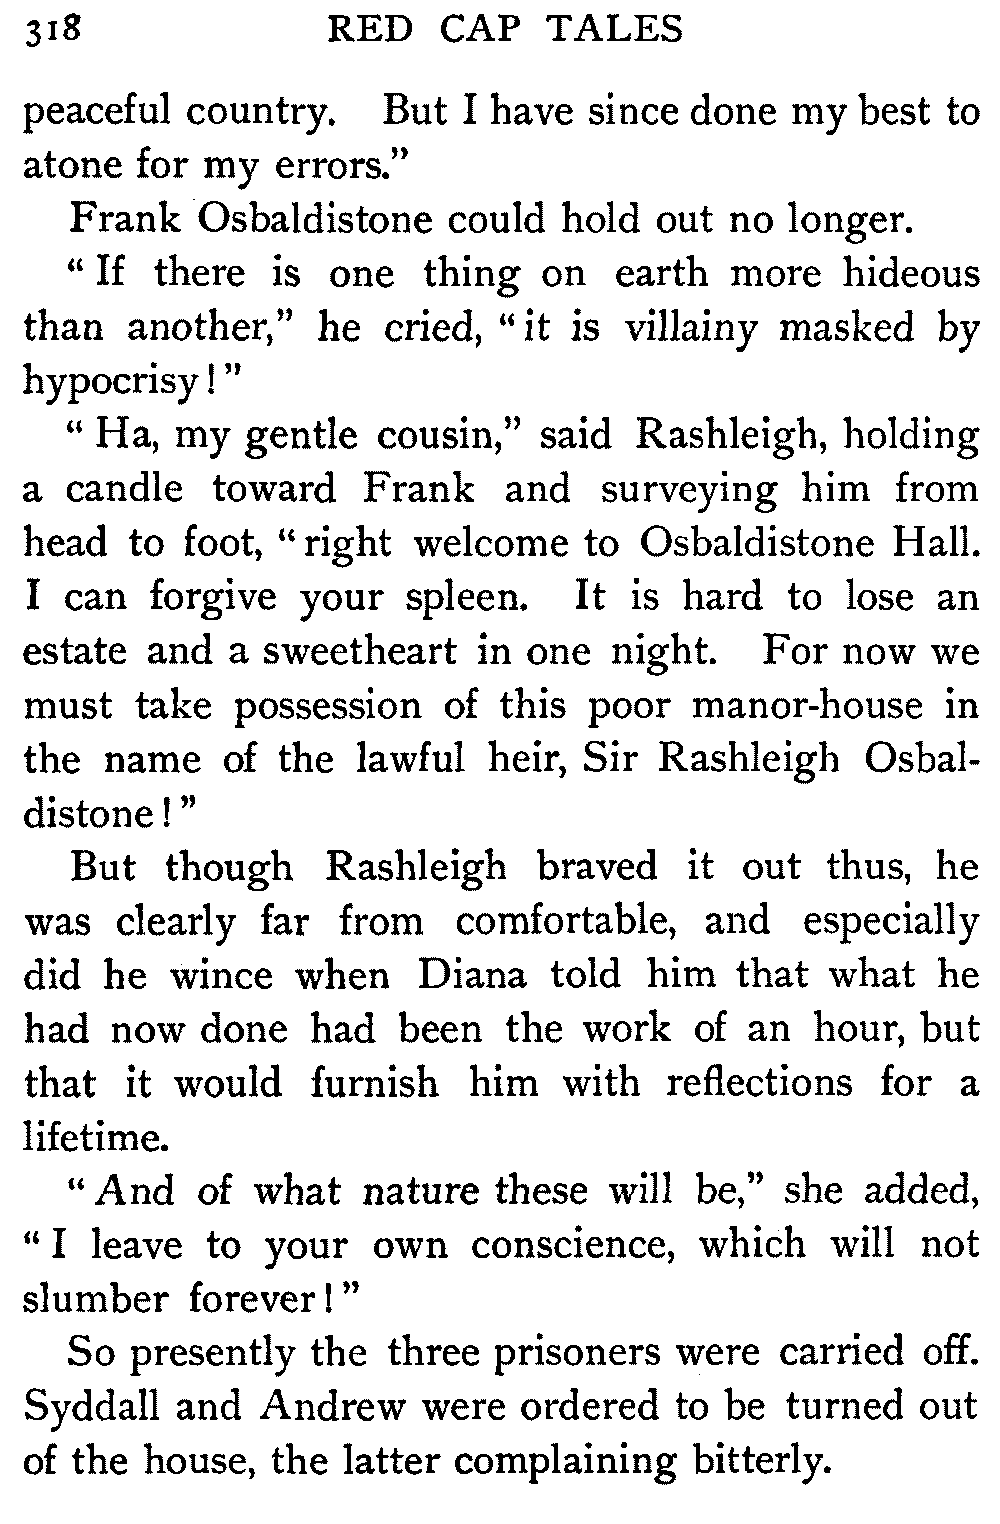 318 RED CAP TALES
peaceful country. But I have since done my best to
atone for my errors.”
Frank Osbaldistone could hold out no longer.
“If there is one thing on earth more hideous
than another,” he cried, “it is villainy masked by
hypocrisy!”
“Ha, my gentle cousin,” said Rashleigh, holding
a candle toward Frank and surveying him from
head to foot, “right welcome to Osbaldistone Hall.
I can forgive your spleen. It is hard to lose an
estate and a sweetheart in one night. For now we
must take possession of this poor manor-house in
the name of the lawful heir, Sir Rashleigh Osbal-
distone!”
But though Rashleigh braved it out thus, he
was clearly far from comfortable, and especially
did he wince when Diana told him that what he
had now done had been the work of an hour, but
that it would furnish him with reflections for a
lifetime.
“And of what nature these will be,” she added,
“I leave to your own conscience, which will not
slumber forever!”
So presently the three prisoners were carried off.
Syddall and Andrew were ordered to be turned out
of the house, the latter complaining bitterly.